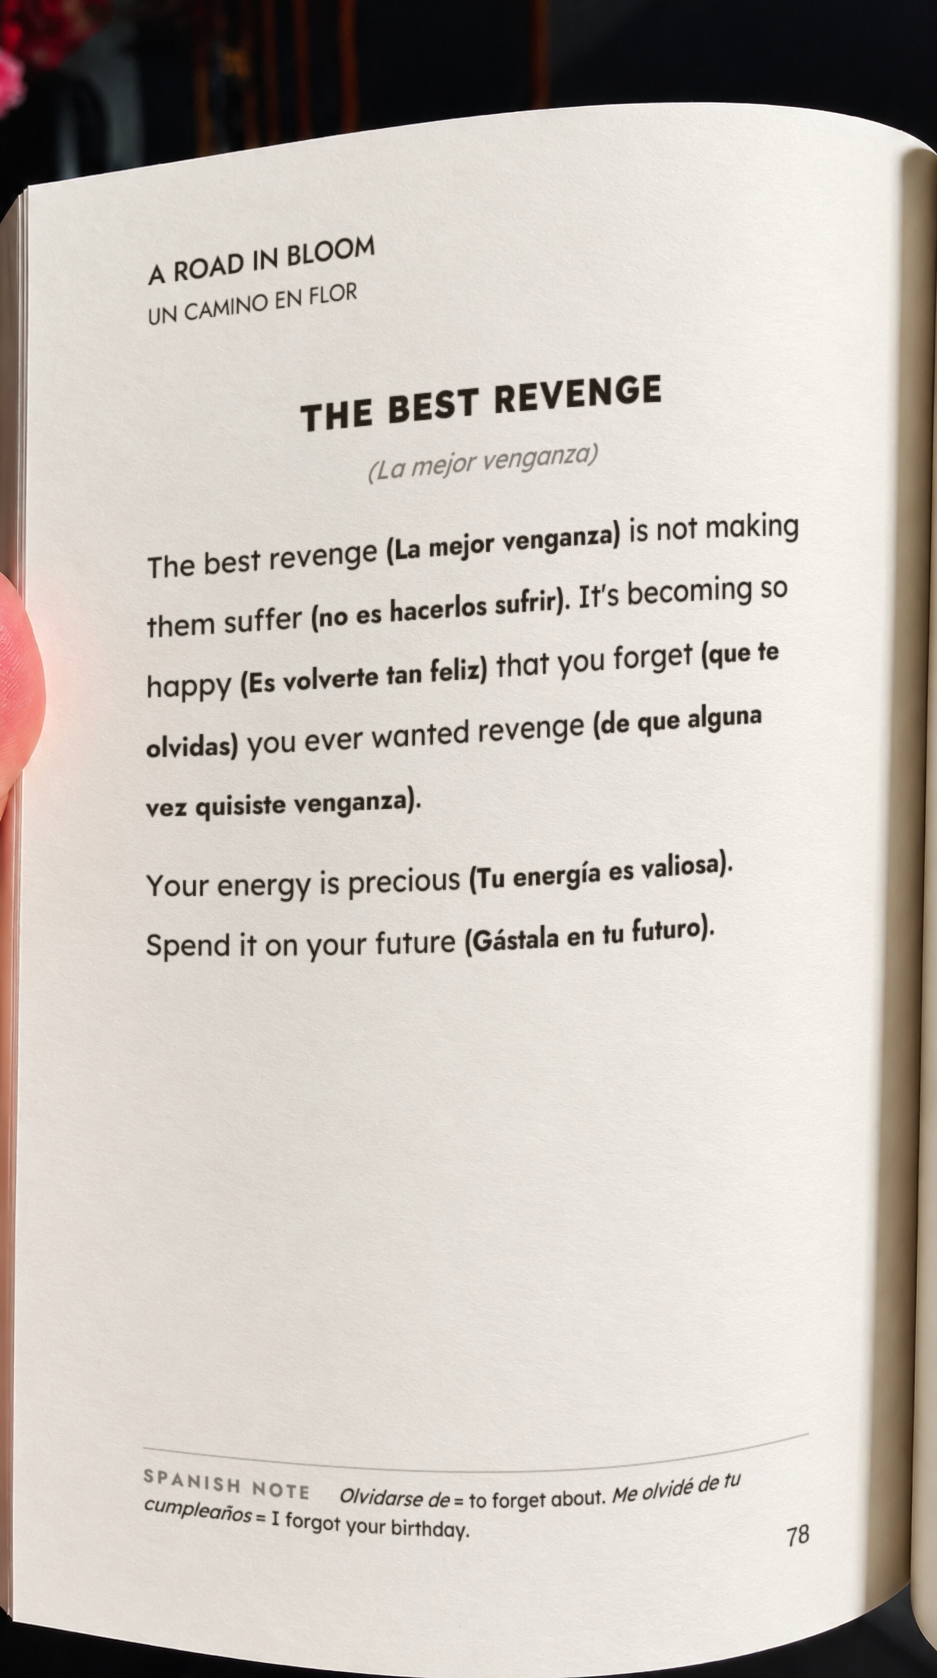 A ROAD IN BLOOM
UN CAMINO EN FLOR
THE BEST REVENGE
(La mejor venganza)
The best revenge (La mejor venganza) is not making
them suffer (no es hacerlos sufrir). It's becoming so
happy (Es volverte tan feliz) that you forget (que te
olvidas) you ever wanted revenge (de que alguna
vez quisiste venganza).
Your energy is precious (Tu energía es valiosa).
Spend it on your future (Gástala en tu futuro).
SPANISH NOTE Olvidarse de = to forget about. Me olvidé de tu
cumpleaños = I forgot your birthday.
78